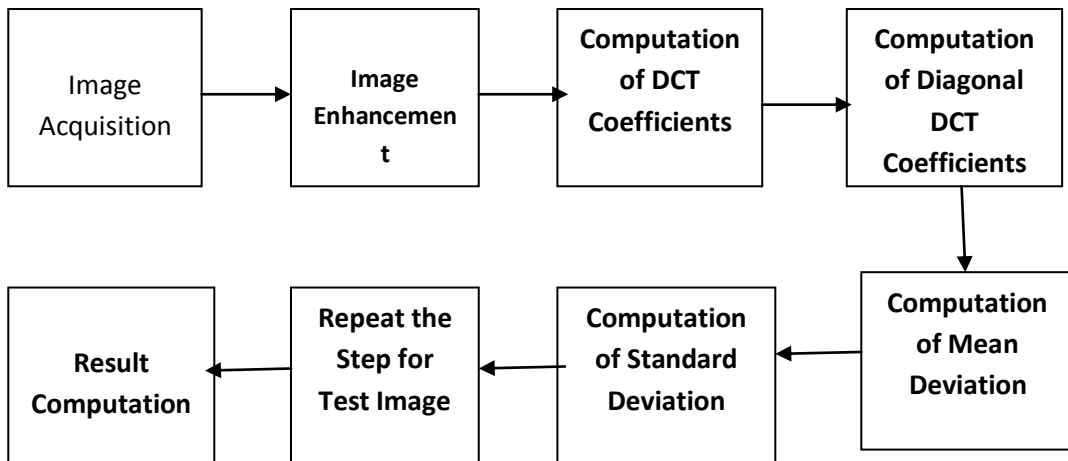 Image
Acquisition
Image
Enhancemen
t
Computation
of DCT
Coefficients
Computation
of Diagonal
DCT
Coefficients
Computation
of Mean
Deviation
Computation
of Standard
Deviation
Repeat the
Step for
Test Image
Result
Computation